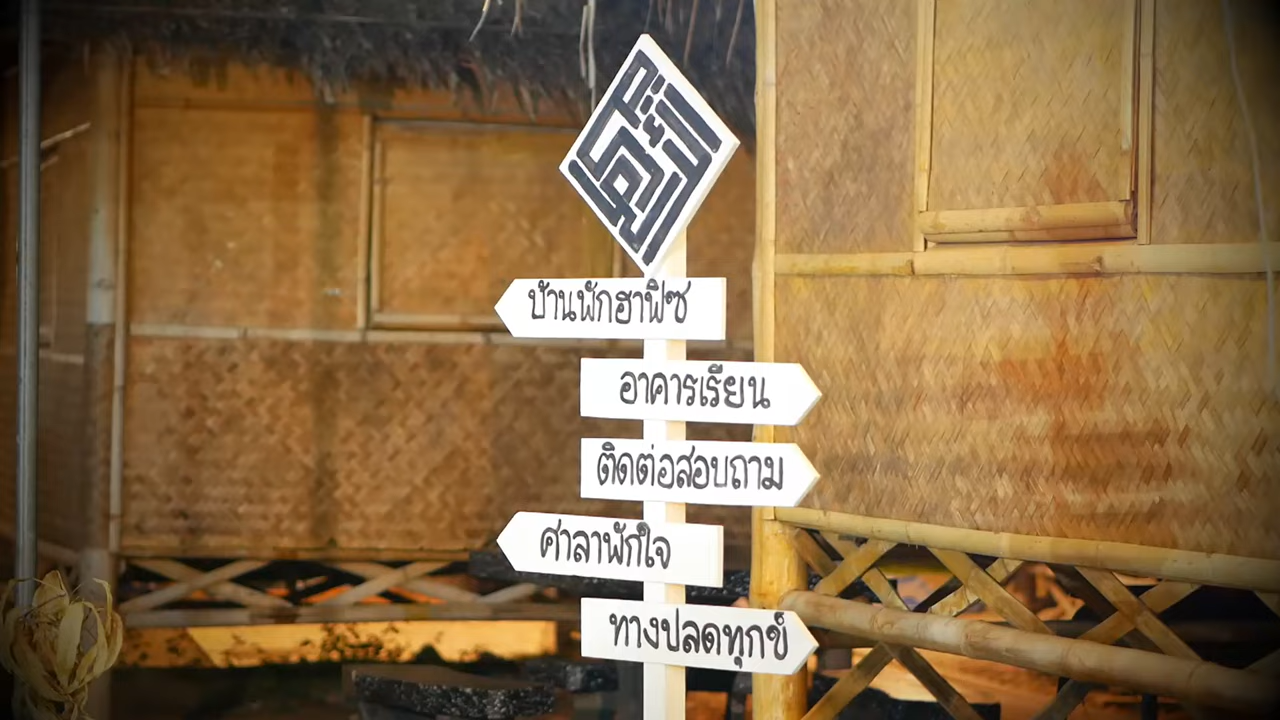 บ้านพักฮาฟิซ
อาคารเรียน
ติดต่อสอบถาม
ศาลาพักใจ
ทางปลดทุกข์